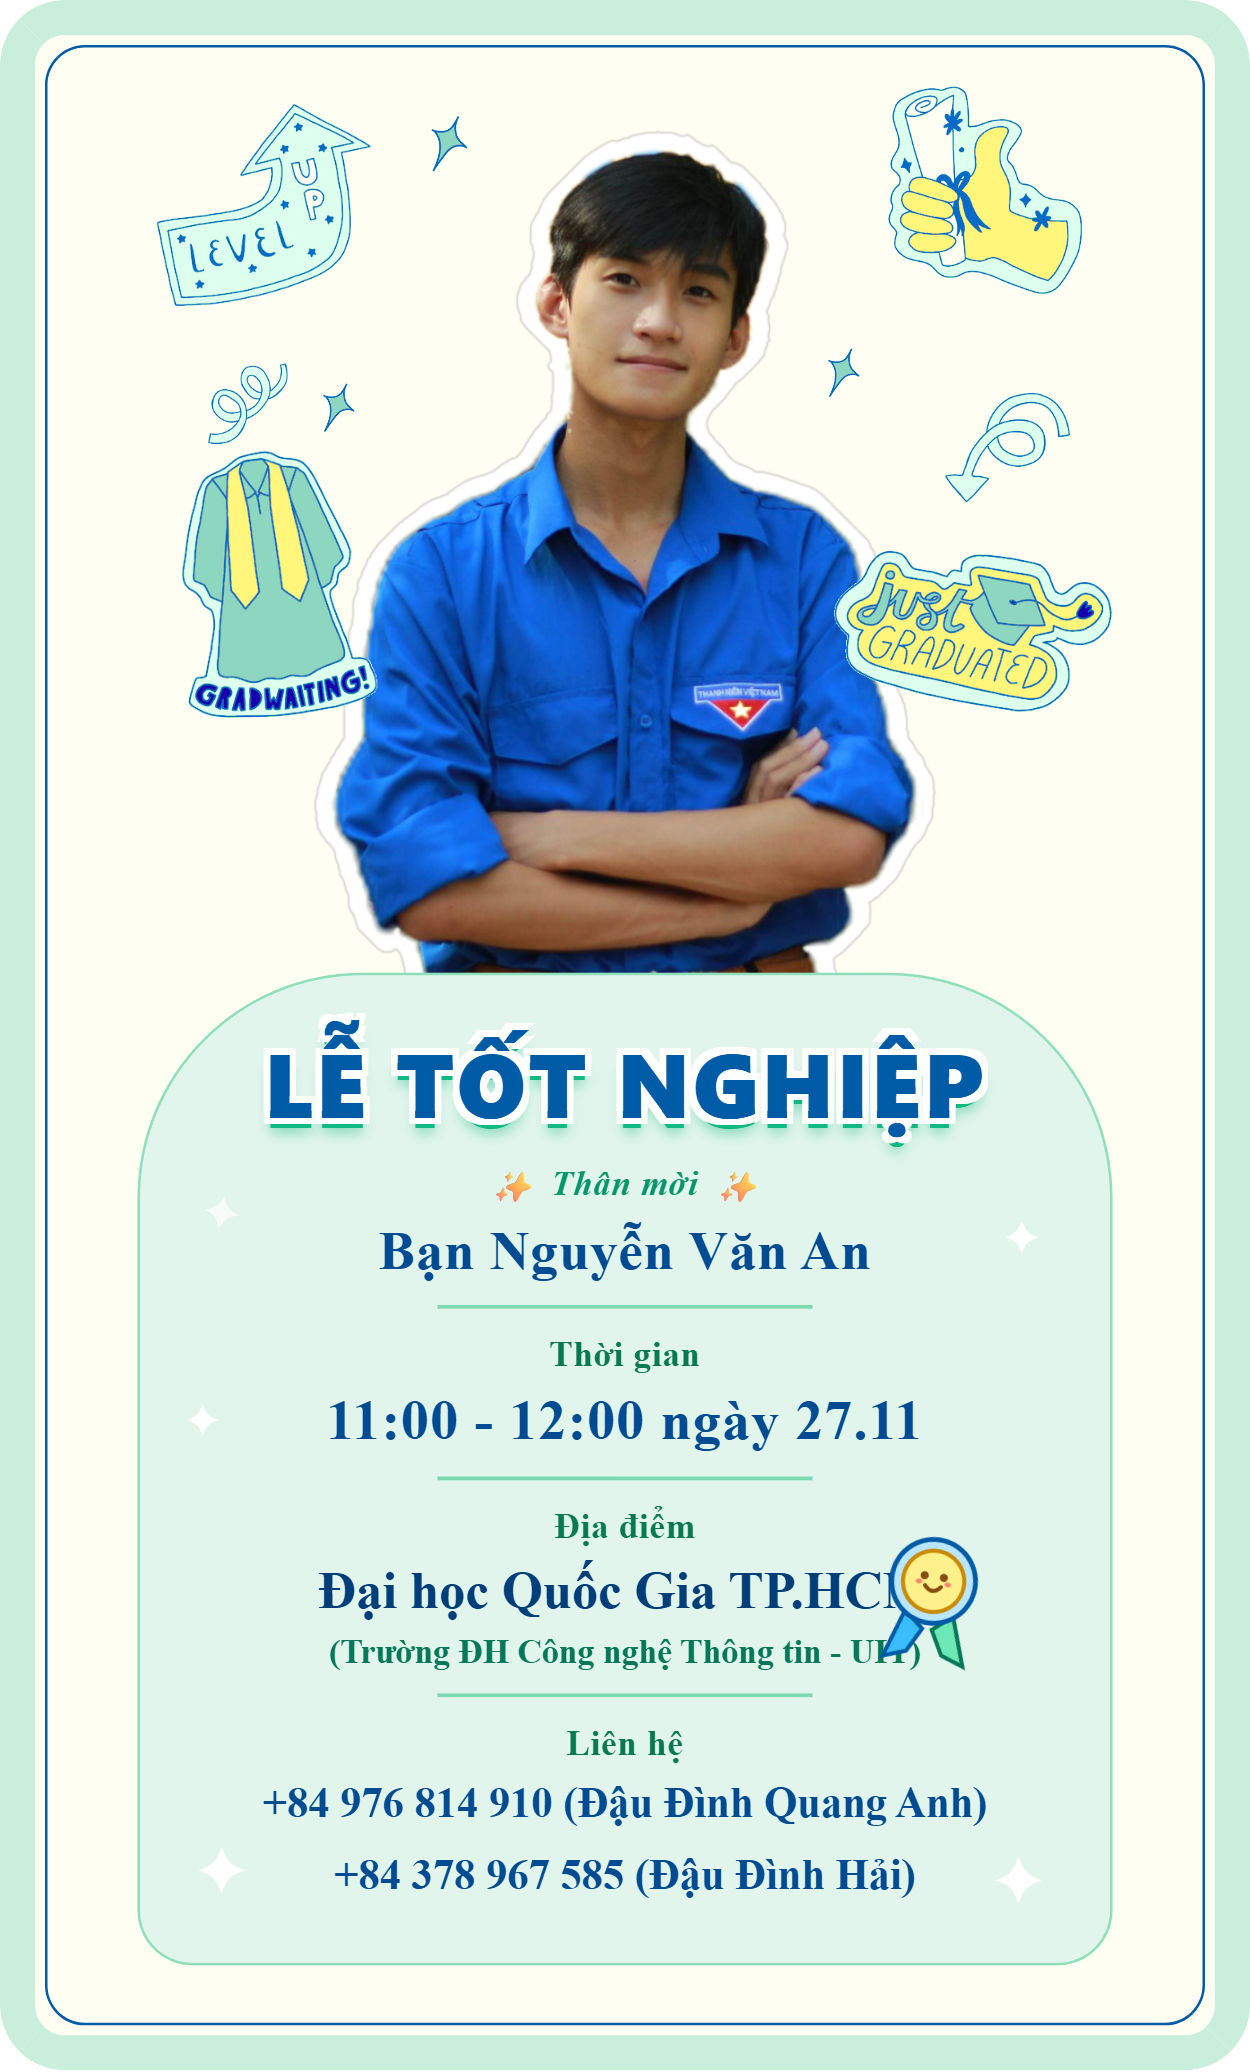 LEVEL UP
THANH NIÊN VIỆT NAM
GRADWAITING!
just
GRADUATED
LỄ TỐT NGHIỆP
✨ Thân mời ✨
Bạn Nguyễn Văn An
Thời gian
11:00 - 12:00 ngày 27.11
Địa điểm
Đại học Quốc Gia TP.HC
(Trường ĐH Công nghệ Thông tin - UIT)
Liên hệ
+84 976 814 910 (Đậu Đình Quang Anh)
+84 378 967 585 (Đậu Đình Hải)